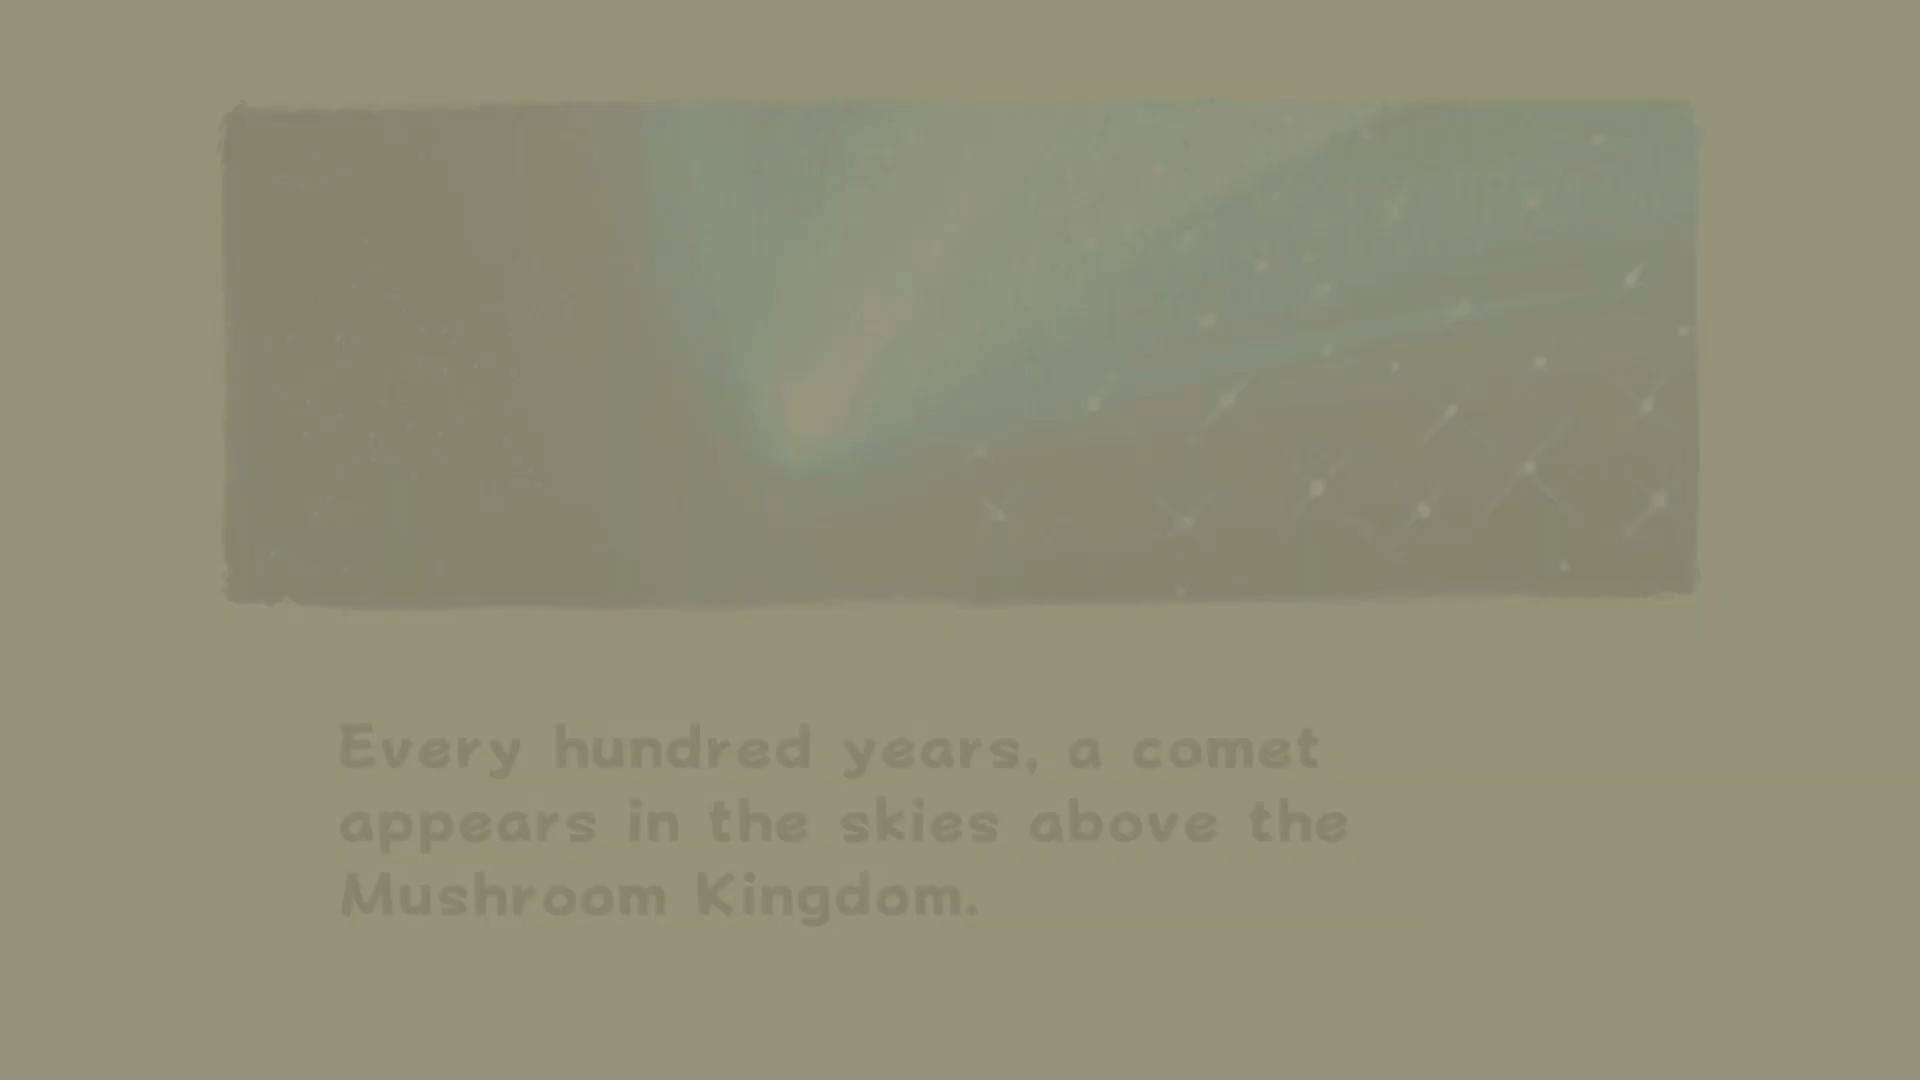 Every hundred years, a comet
appears in the skies above the
Mushroom Kingdom.